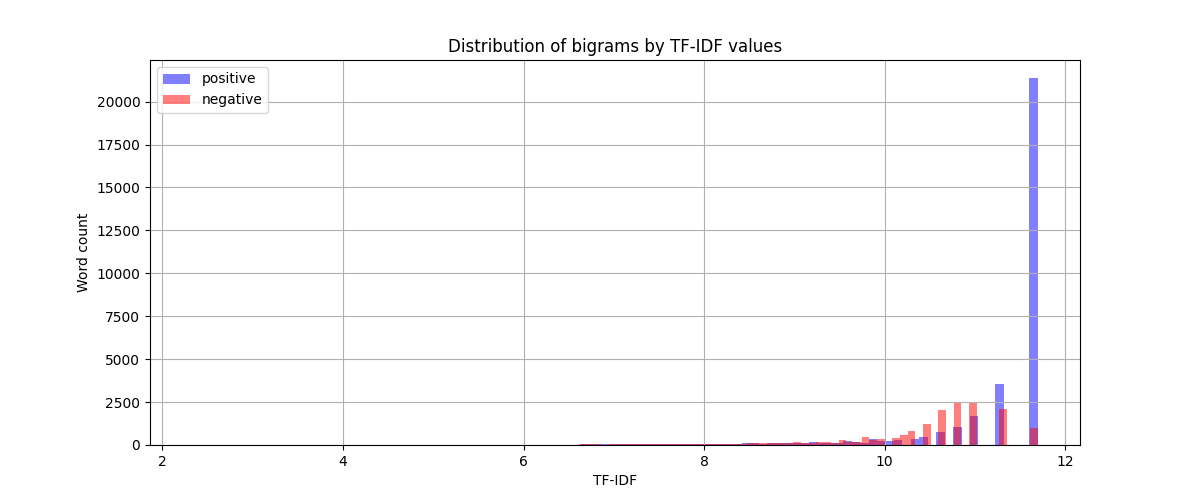 Distribution of bigrams by TF-IDF values
positive
negative
Word count
20000
17500
15000
12500
10000
7500
5000
2500
0
2 4 6 8 10 12
TF-IDF